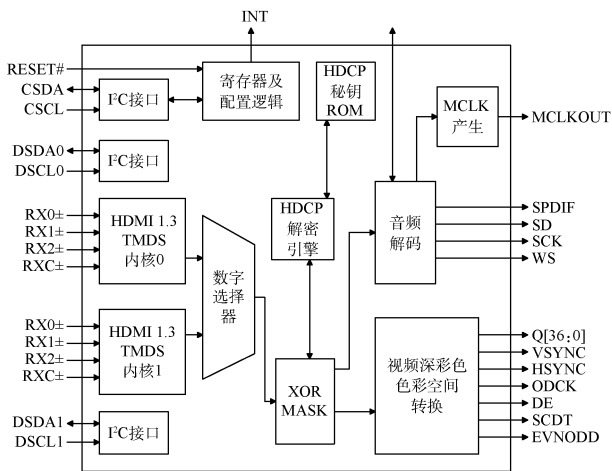 INT
RESET#
CSDA
CSCL
I²C接口
寄存器及
配置逻辑
HDCP
秘钥
ROM
MCLK
产生
MCLKOUT
DSDA0
DSCL0
I²C接口
RX0±
RX1±
RX2±
RXC±
HDMI 1.3
TMDS
内核0
数字
选择
器
HDCP
解密
引擎
音频
解码
SPDIF
SD
SCK
WS
RX0±
RX1±
RX2±
RXC±
HDMI 1.3
TMDS
内核1
XOR
MASK
视频深彩色
色彩空间
转换
Q[36:0]
VSYNC
HSYNC
ODCK
DE
SCDT
EVNODD
DSDA1
DSCL1
I²C接口